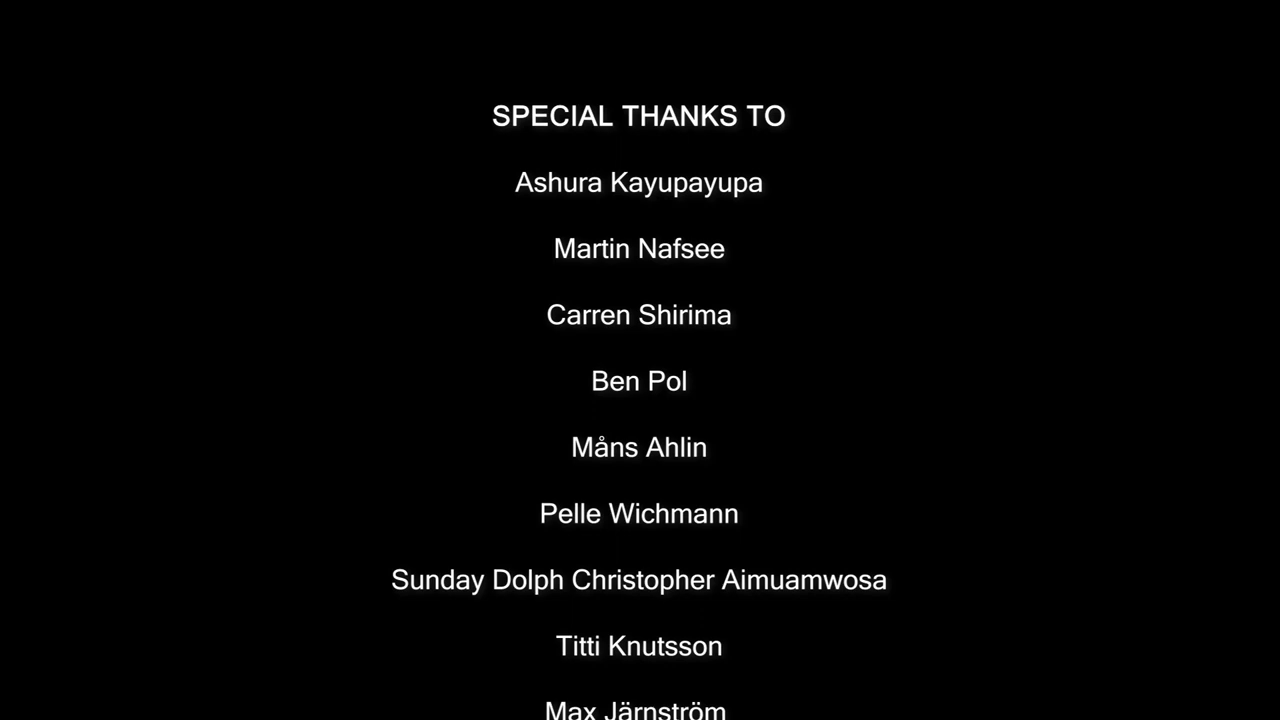 SPECIAL THANKS TO
Ashura Kayupayupa
Martin Nafsee
Carren Shirima
Ben Pol
Måns Ahlin
Pelle Wichmann
Sunday Dolph Christopher Aimuamwosa
Titti Knutsson
Max Järnström